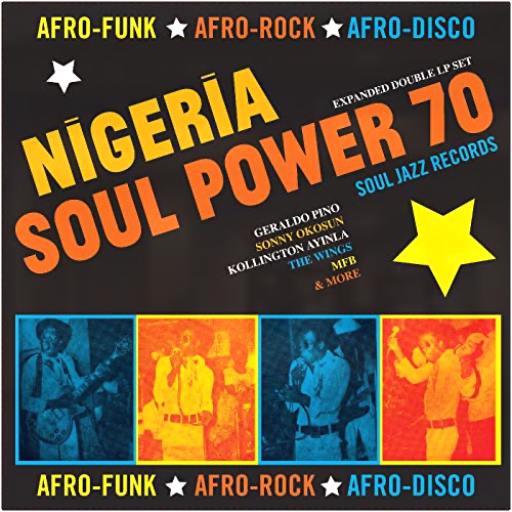 AFRO-FUNK ★ AFRO-ROCK ★ AFRO-DISCO
EXPANDED DOUBLE LP SET
NĪGERĪA
SOUL POWER 70
SOUL JAZZ RECORDS
GERALDO PINO
SONNY OKOSUN
KOLLINGTON AYINLA
THE WINGS
MFB
& MORE
AFRO-FUNK ★ AFRO-ROCK ★ AFRO-DISCO